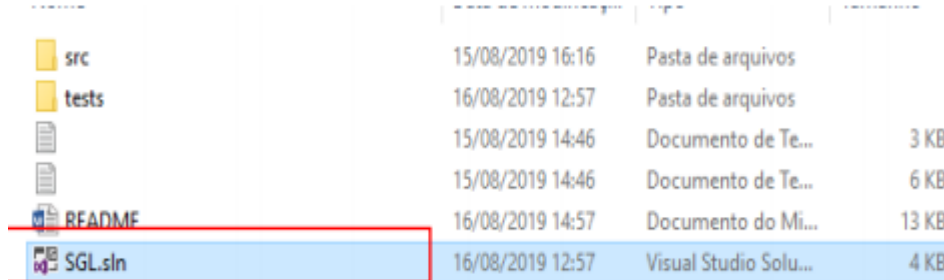 src 15/08/2019 16:16 Pasta de arquivos
tests 16/08/2019 12:57 Pasta de arquivos
15/08/2019 14:46 Documento de Te... 3 KB
15/08/2019 14:46 Documento de Te... 6 KB
README 16/08/2019 14:57 Documento do Mi... 13 KB
SGL.sln 16/08/2019 12:57 Visual Studio Solu... 4 KB